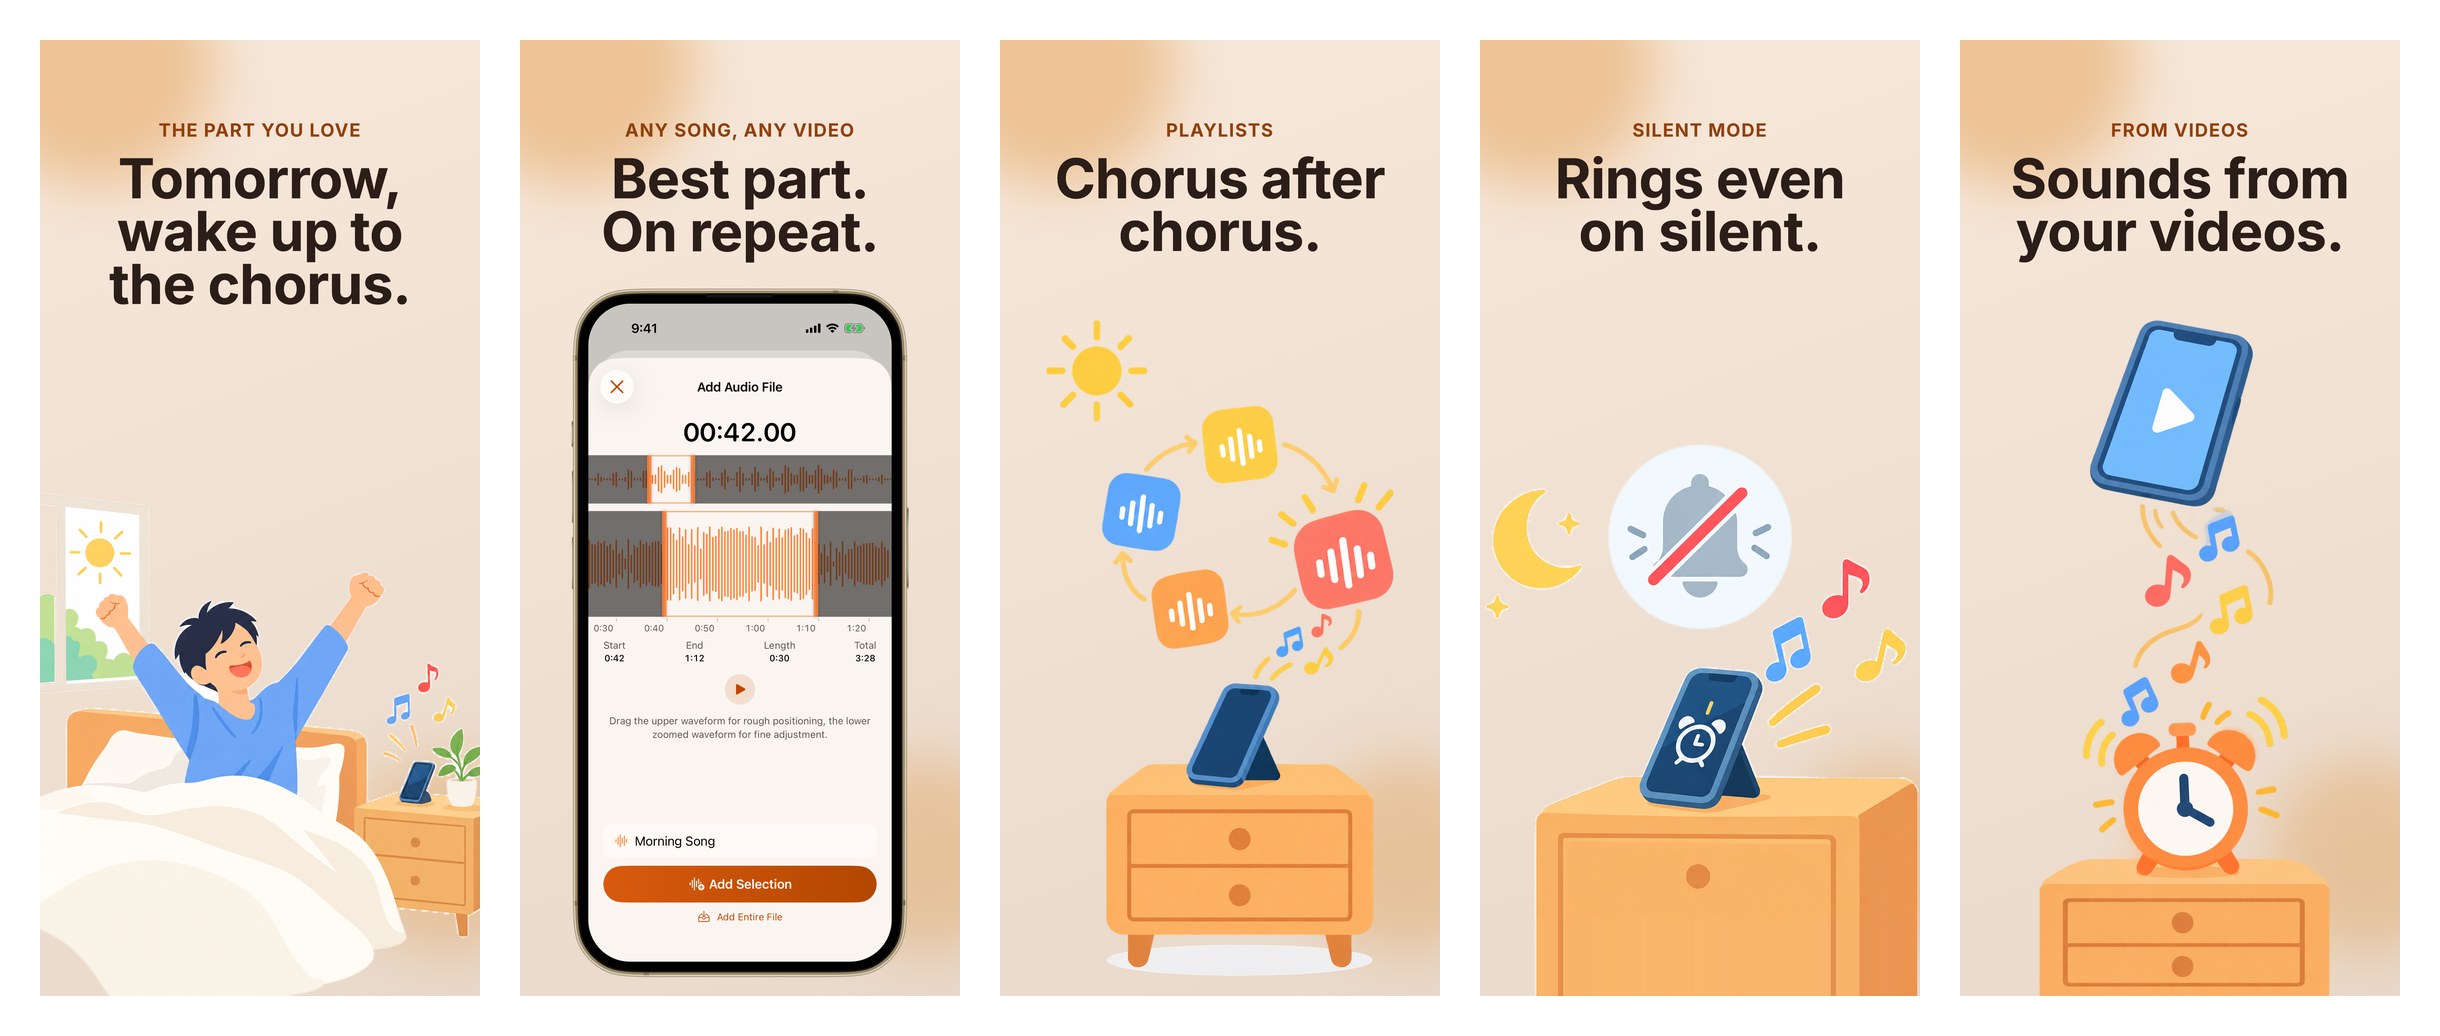 THE PART YOU LOVE
Tomorrow,
wake up to
the chorus.
ANY SONG, ANY VIDEO
Best part.
On repeat.
9:41
Add Audio File
00:42.00
0:30 0:40 0:50 1:00 1:10 1:20
Start End Length Total
0:42 1:12 0:30 3:28
Drag the upper waveform for rough positioning, the lower
zoomed waveform for fine adjustment.
Morning Song
Add Selection
Add Entire File
PLAYLISTS
Chorus after
chorus.
SILENT MODE
Rings even
on silent.
FROM VIDEOS
Sounds from
your videos.